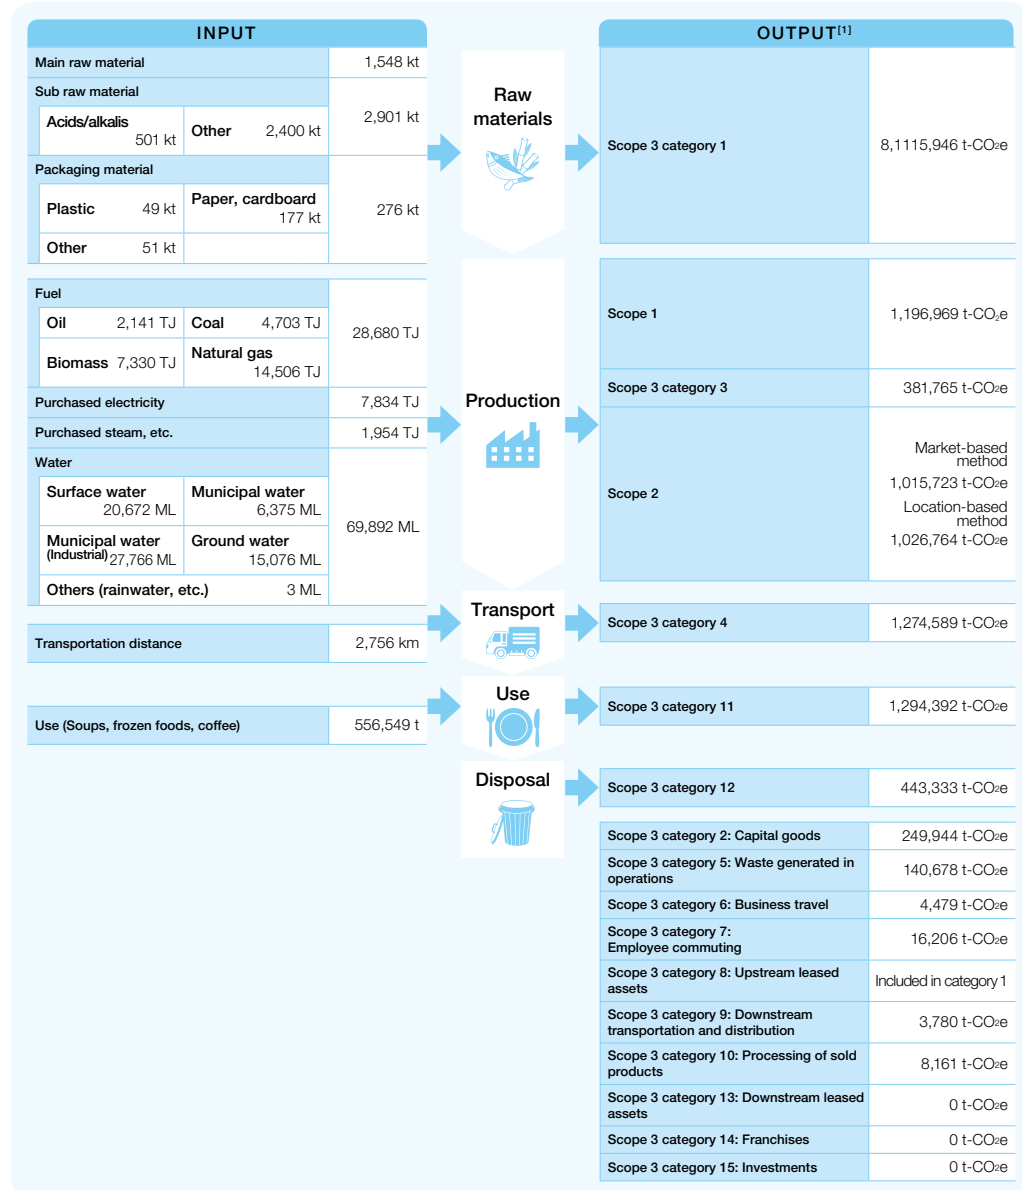 INPUT
Main raw material 1,548 kt
Sub raw material
2,901 kt
Acids/alkalis
501 kt
Other 2,400 kt
Packaging material
276 kt
Plastic 49 kt
Paper, cardboard
177 kt
Other 51 kt
Fuel
28,680 TJ
Oil 2,141 TJ
Coal 4,703 TJ
Biomass 7,330 TJ
Natural gas
14,506 TJ
Purchased electricity 7,834 TJ
Purchased steam, etc. 1,954 TJ
Water
69,892 ML
Surface water
20,672 ML
Municipal water
6,375 ML
Municipal water
(Industrial) 27,766 ML
Ground water
15,076 ML
Others (rainwater, etc.) 3 ML
Transportation distance 2,756 km
Use (Soups, frozen foods, coffee) 556,549 t
Raw
materials
Production
Transport
Use
Disposal
OUTPUT[1]
Scope 3 category 1 8,1115,946 t-CO2e
Scope 1 1,196,969 t-CO2e
Scope 3 category 3 381,765 t-CO2e
Scope 2
Market-based
method
1,015,723 t-CO2e
Location-based
method
1,026,764 t-CO2e
Scope 3 category 4 1,274,589 t-CO2e
Scope 3 category 11 1,294,392 t-CO2e
Scope 3 category 12 443,333 t-CO2e
Scope 3 category 2: Capital goods 249,944 t-CO2e
Scope 3 category 5: Waste generated in
operations
140,678 t-CO2e
Scope 3 category 6: Business travel 4,479 t-CO2e
Scope 3 category 7:
Employee commuting
16,206 t-CO2e
Scope 3 category 8: Upstream leased
assets
Included in category 1
Scope 3 category 9: Downstream
transportation and distribution
3,780 t-CO2e
Scope 3 category 10: Processing of sold
products
8,161 t-CO2e
Scope 3 category 13: Downstream leased
assets
0 t-CO2e
Scope 3 category 14: Franchises 0 t-CO2e
Scope 3 category 15: Investments 0 t-CO2e